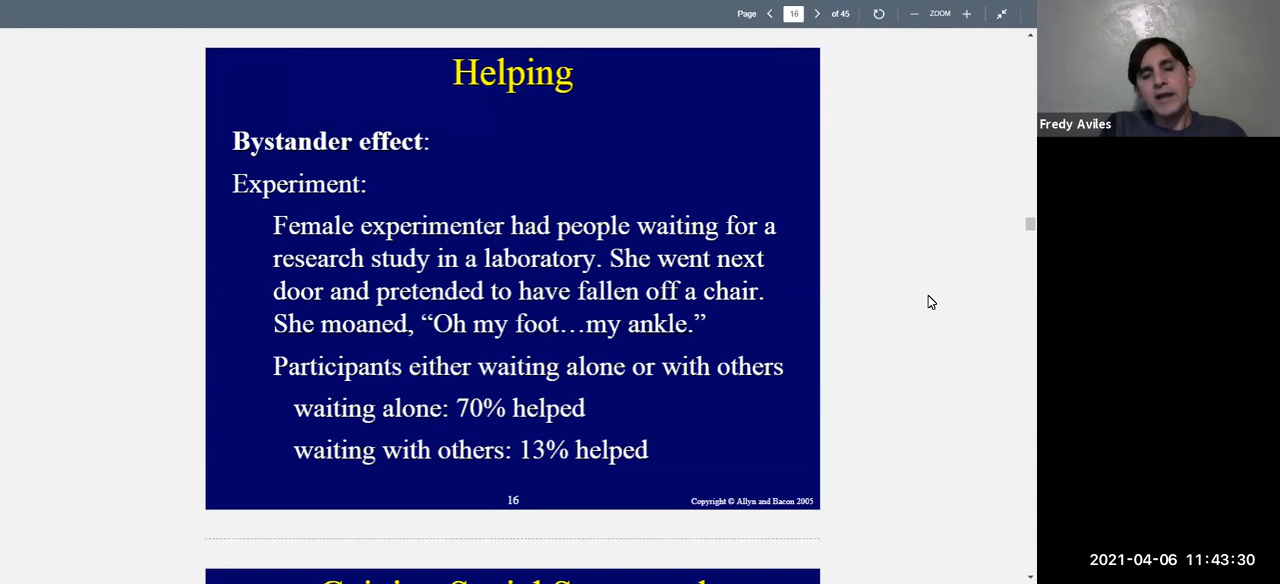 Page 16 of 45 ZOOM
Helping
Bystander effect:
Experiment:
Female experimenter had people waiting for a
research study in a laboratory. She went next
door and pretended to have fallen off a chair.
She moaned, “Oh my foot…my ankle.”
Participants either waiting alone or with others
waiting alone: 70% helped
waiting with others: 13% helped
16
Copyright © Allyn and Bacon 2005
Fredy Aviles
2021-04-06 11:43:30